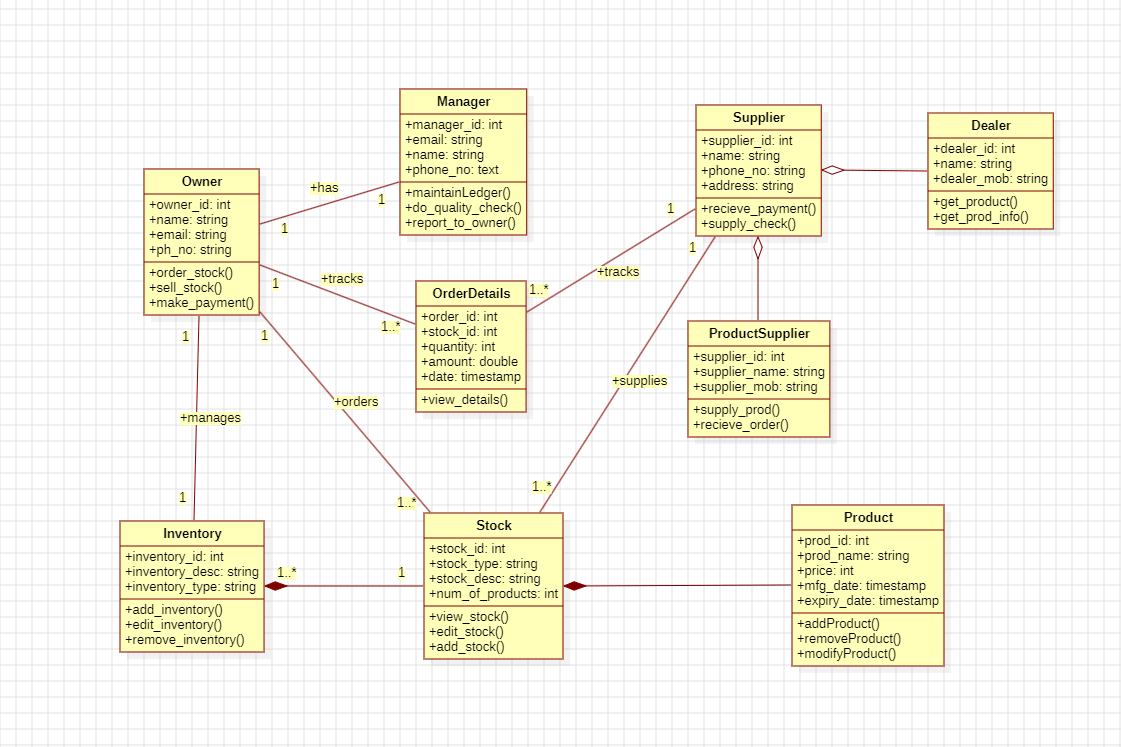 Manager
+manager_id: int
+email: string
+name: string
+phone_no: text
+maintainLedger()
+do_quality_check()
+report_to_owner()
Supplier
+supplier_id: int
+name: string
+phone_no: string
+address: string
+recieve_payment()
+supply_check()
Dealer
+dealer_id: int
+name: string
+dealer_mob: string
+get_product()
+get_prod_info()
Owner
+owner_id: int
+name: string
+email: string
+ph_no: string
+order_stock()
+sell_stock()
+make_payment()
+has
1
1
+tracks
1
1..*
OrderDetails
+order_id: int
+stock_id: int
+quantity: int
+amount: double
+date: timestamp
+view_details()
1
+tracks
1..*
1
+supplies
1..*
ProductSupplier
+supplier_id: int
+supplier_name: string
+supplier_mob: string
+supply_prod()
+recieve_order()
1
+manages
1
1
+orders
1..*
Inventory
+inventory_id: int
+inventory_desc: string
+inventory_type: string
+add_inventory()
+edit_inventory()
+remove_inventory()
1..*
1
Stock
+stock_id: int
+stock_type: string
+stock_desc: string
+num_of_products: int
+view_stock()
+edit_stock()
+add_stock()
Product
+prod_id: int
+prod_name: string
+price: int
+mfg_date: timestamp
+expiry_date: timestamp
+addProduct()
+removeProduct()
+modifyProduct()